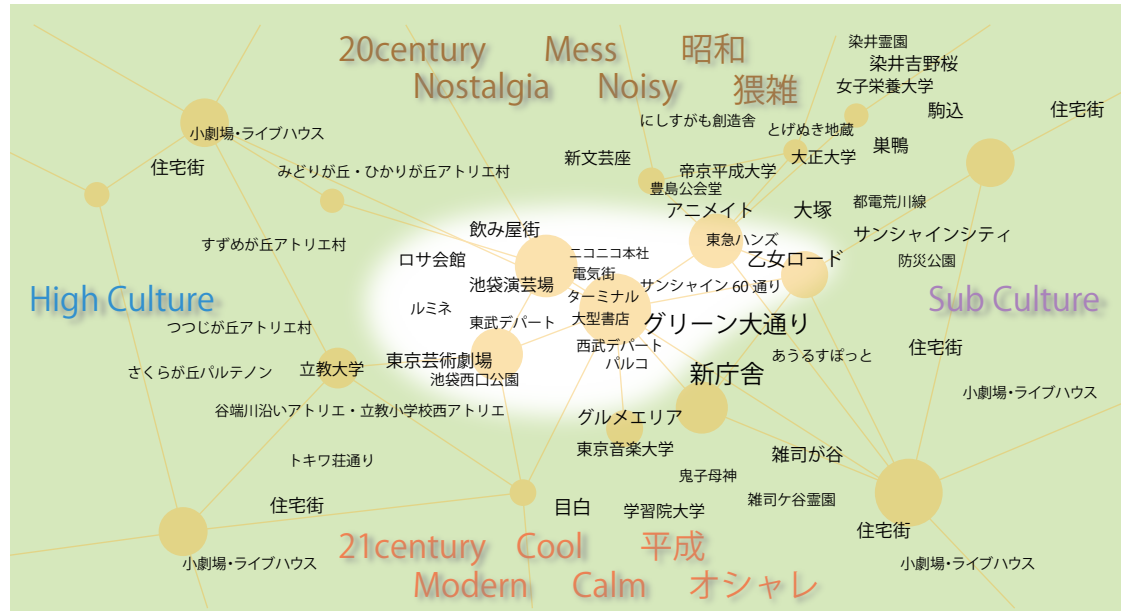 20century Mess 昭和
Nostalgia Noisy 猥雑
染井霊園
染井吉野桜
女子栄養大学
駒込
住宅街
にしすがも創造舎
とげぬき地蔵
巣鴨
小劇場・ライブハウス
住宅街
みどりが丘・ひかりが丘アトリエ村
新文芸座
帝京平成大学
大正大学
豊島公会堂
アニメイト
大塚
都電荒川線
すずめが丘アトリエ村
飲み屋街
ニコニコ本社
東急ハンズ
乙女ロード
サンシャインシティ
防災公園
ロサ会館
電気街
池袋演芸場
サンシャイン 60 通り
ターミナル
High Culture
Sub Culture
ルミネ
東武デパート
大型書店
グリーン大通り
つつじが丘アトリエ村
西武デパート
パルコ
あうるすぽっと
住宅街
さくらが丘パルテノン
立教大学
東京芸術劇場
池袋西口公園
新庁舎
小劇場・ライブハウス
谷端川沿いアトリエ・立教小学校西アトリエ
グルメエリア
東京音楽大学
雑司が谷
トキワ荘通り
鬼子母神
雑司ケ谷霊園
住宅街
目白
学習院大学
住宅街
小劇場・ライブハウス
小劇場・ライブハウス
21century Cool 平成
Modern Calm オシャレ